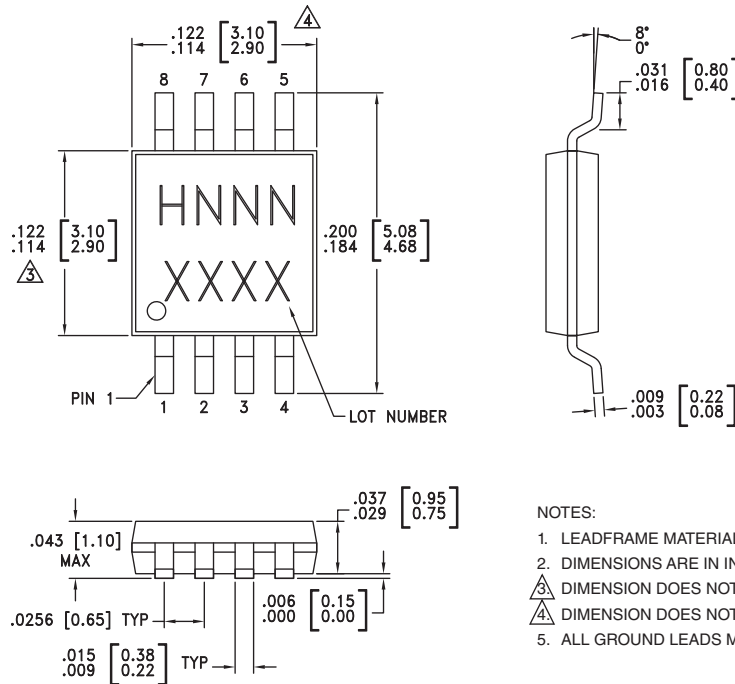 .122 [3.10]
.114 [2.90]
4
8 7 6 5
8°
0°
.031 [0.80]
.016 [0.40]
HNNN
XXXX
.122 [3.10]
.114 [2.90]
3
.200 [5.08]
.184 [4.68]
PIN 1
1 2 3 4
LOT NUMBER
.009 [0.22]
.003 [0.08]
.043 [1.10]
MAX
.037 [0.95]
.029 [0.75]
.0256 [0.65] TYP
.006 [0.15]
.000 [0.00]
.015 [0.38]
.009 [0.22]
TYP
NOTES:
1. LEADFRAME MATERIAL
2. DIMENSIONS ARE IN IN
3. DIMENSION DOES NOT
4. DIMENSION DOES NOT
5. ALL GROUND LEADS M